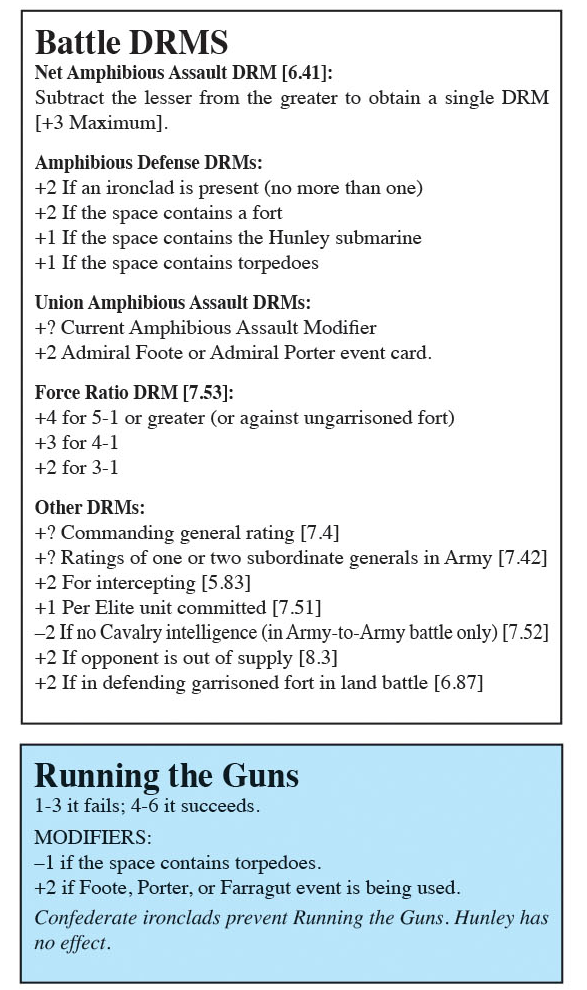 Battle DRMS
Net Amphibious Assault DRM [6.41]:
Subtract the lesser from the greater to obtain a single DRM
[+3 Maximum].
Amphibious Defense DRMs:
+2 If an ironclad is present (no more than one)
+2 If the space contains a fort
+1 If the space contains the Hunley submarine
+1 If the space contains torpedoes
Union Amphibious Assault DRMs:
+? Current Amphibious Assault Modifier
+2 Admiral Foote or Admiral Porter event card.
Force Ratio DRM [7.53]:
+4 for 5-1 or greater (or against ungarrisoned fort)
+3 for 4-1
+2 for 3-1
Other DRMs:
+? Commanding general rating [7.4]
+? Ratings of one or two subordinate generals in Army [7.42]
+2 For intercepting [5.83]
+1 Per Elite unit committed [7.51]
–2 If no Cavalry intelligence (in Army-to-Army battle only) [7.52]
+2 If opponent is out of supply [8.3]
+2 If in defending garrisoned fort in land battle [6.87]
Running the Guns
1-3 it fails; 4-6 it succeeds.
MODIFIERS:
–1 if the space contains torpedoes.
+2 if Foote, Porter, or Farragut event is being used.
Confederate ironclads prevent Running the Guns. Hunley has
no effect.